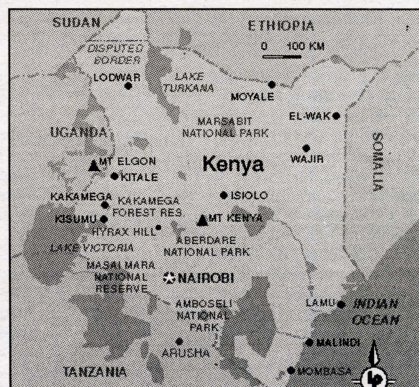 SUDAN
ETHIOPIA
DISPUTED
BORDER
0 100 KM
LODWAR
LAKE
TURKANA
MOYALE
EL-WAK
MARSABIT
NATIONAL PARK
UGANDA
SOMALIA
WAJIR
MT ELGON
Kenya
KITALE
ISIOLO
KAKAMEGA
KAKAMEGA
FOREST RES.
KISUMU
MT KENYA
HYRAX HILL
LAKE VICTORIA
ABERDARE
NATIONAL PARK
MASAI MARA
NATIONAL
RESERVE
NAIROBI
AMBOSELI
NATIONAL
PARK
LAMU
INDIAN
OCEAN
ARUSHA
MALINDI
TANZANIA
MOMBASA
lp